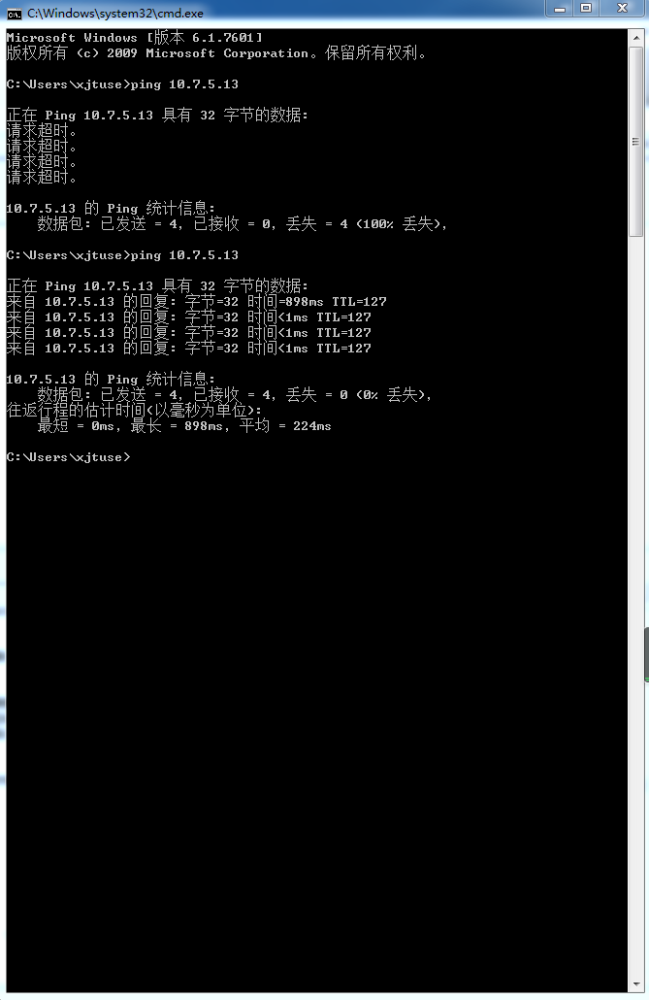 C:\Windows\system32\cmd.exe
Microsoft Windows [版本 6.1.7601]
版权所有 (c) 2009 Microsoft Corporation。保留所有权利。
C:\Users\xjtuse>ping 10.7.5.13
正在 Ping 10.7.5.13 具有 32 字节的数据:
请求超时。
请求超时。
请求超时。
请求超时。
10.7.5.13 的 Ping 统计信息:
数据包: 已发送 = 4，已接收 = 0，丢失 = 4 (100% 丢失)，
C:\Users\xjtuse>ping 10.7.5.13
正在 Ping 10.7.5.13 具有 32 字节的数据:
来自 10.7.5.13 的回复: 字节=32 时间=898ms TTL=127
来自 10.7.5.13 的回复: 字节=32 时间<1ms TTL=127
来自 10.7.5.13 的回复: 字节=32 时间<1ms TTL=127
来自 10.7.5.13 的回复: 字节=32 时间<1ms TTL=127
10.7.5.13 的 Ping 统计信息:
数据包: 已发送 = 4，已接收 = 4，丢失 = 0 (0% 丢失)，
往返行程的估计时间(以毫秒为单位):
最短 = 0ms，最长 = 898ms，平均 = 224ms
C:\Users\xjtuse>